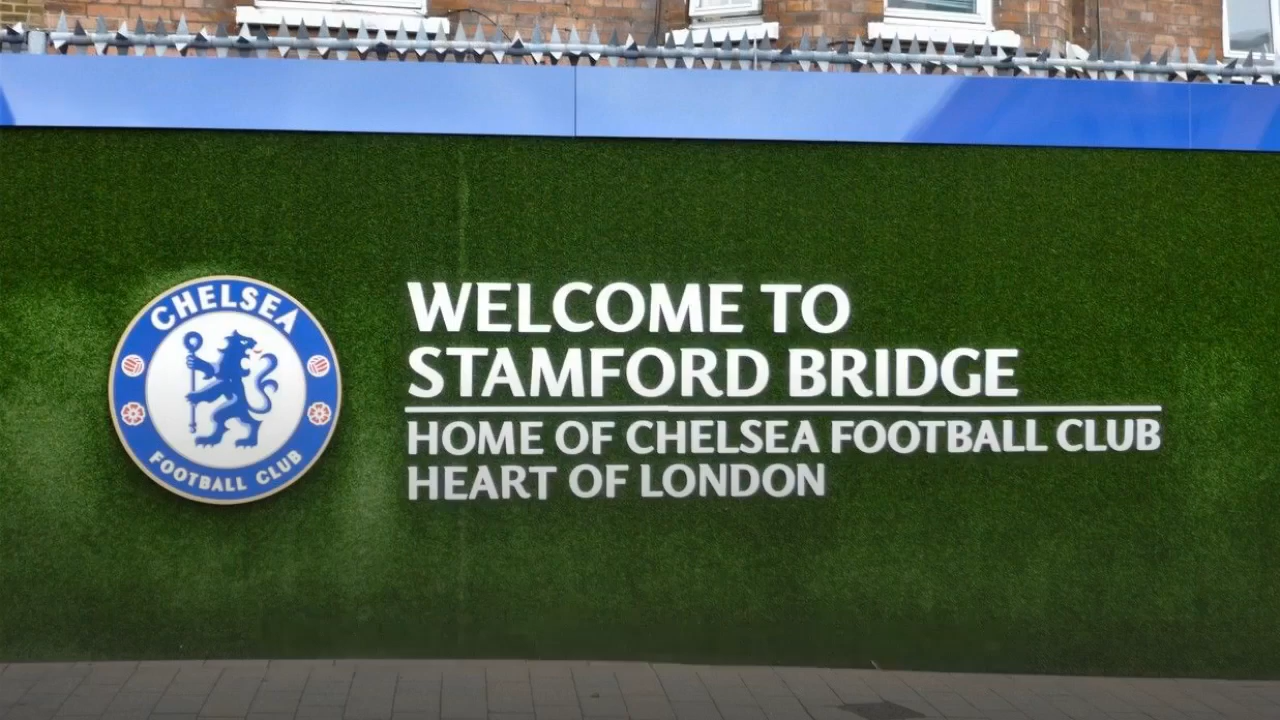 CHELSEA
FOOTBALL CLUB
WELCOME TO
STAMFORD BRIDGE
HOME OF CHELSEA FOOTBALL CLUB
HEART OF LONDON